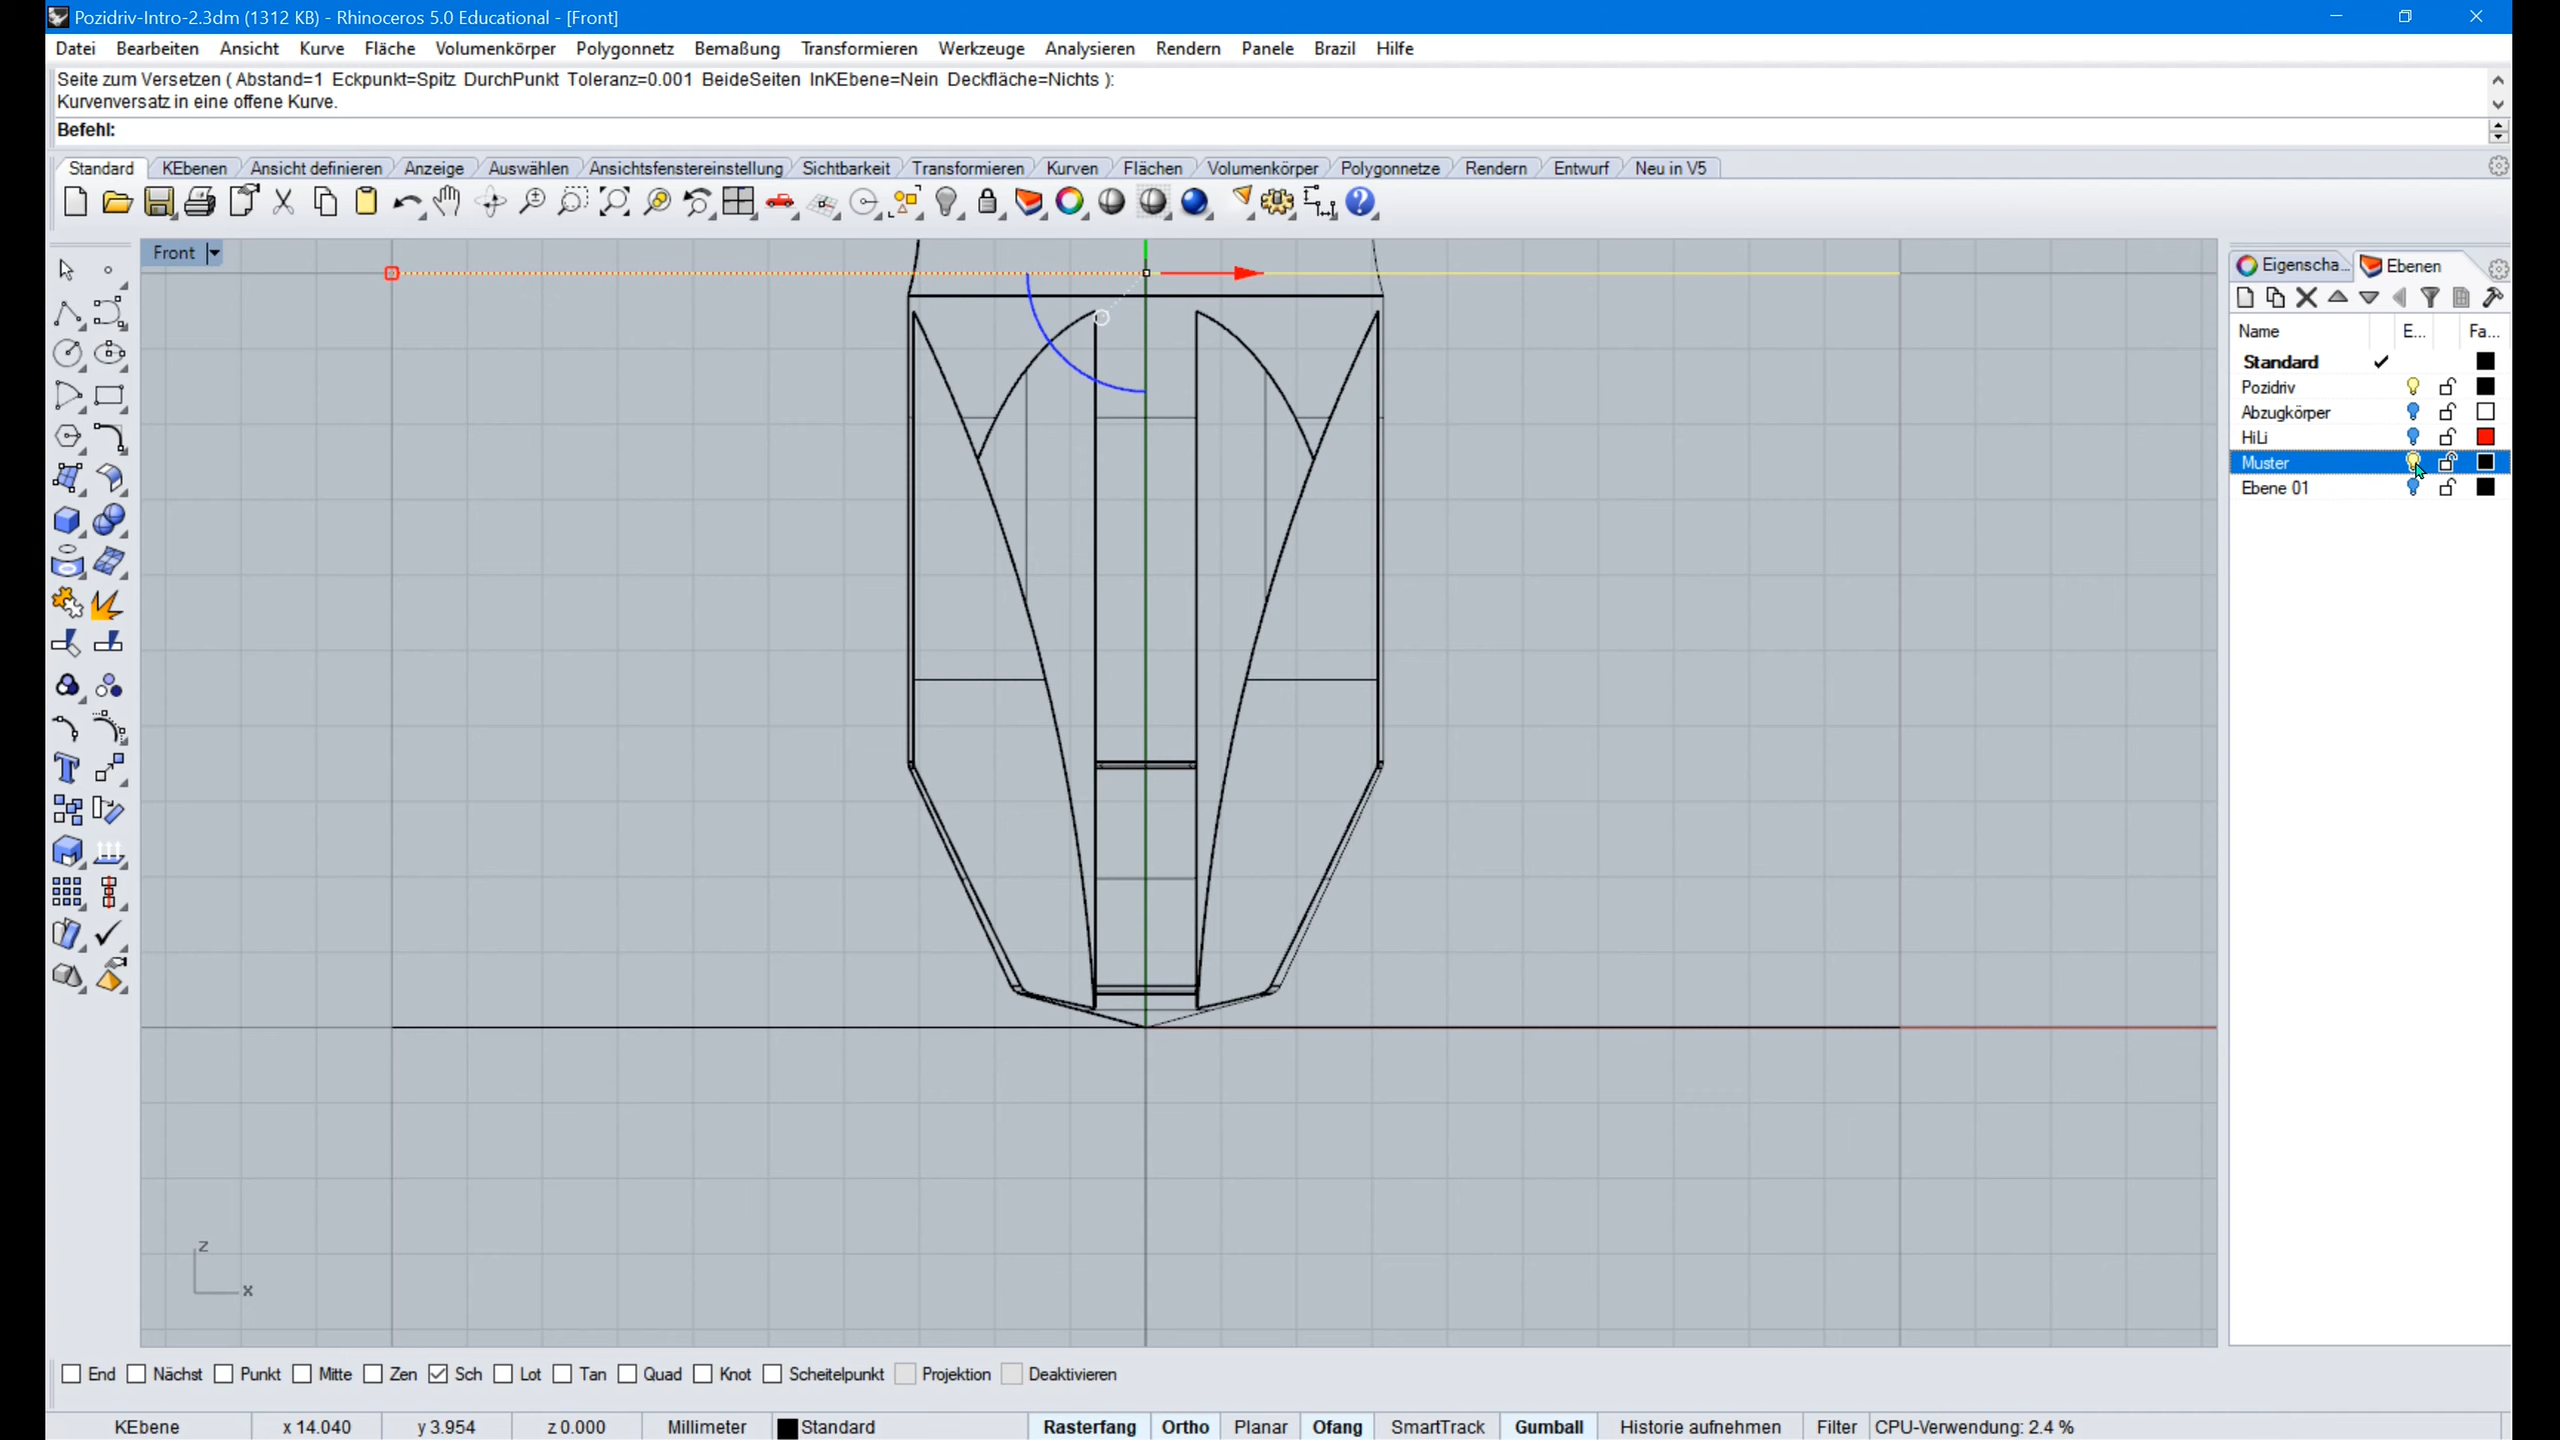 Pozidriv-Intro-2.3dm (1312 KB) - Rhinoceros 5.0 Educational - [Front]
Datei Bearbeiten Ansicht Kurve Fläche Volumenkörper Polygonnetz Bemaßung Transformieren Werkzeuge Analysieren Rendern Panele Brazil Hilfe
Seite zum Versetzen ( Abstand=1 Eckpunkt=Spitz DurchPunkt Toleranz=0.001 BeideSeiten InKEbene=Nein Deckfläche=Nichts ):
Kurvenversatz in eine offene Kurve.
Befehl:
Standard KEbenen Ansicht definieren Anzeige Auswählen Ansichtsfenstereinstellung Sichtbarkeit Transformieren Kurven Flächen Volumenkörper Polygonnetze Rendern Entwurf Neu in V5
Front
Eigenscha... Ebenen
Name E... Fa...
Standard
Pozidriv
Abzugkörper
HiLi
Muster
Ebene 01
z
x
End Nächst Punkt Mitte Zen Sch Lot Tan Quad Knot Scheitelpunkt Projektion Deaktivieren
KEbene x 14.040 y 3.954 z 0.000 Millimeter Standard Rasterfang Ortho Planar Ofang SmartTrack Gumball Historie aufnehmen Filter CPU-Verwendung: 2.4 %